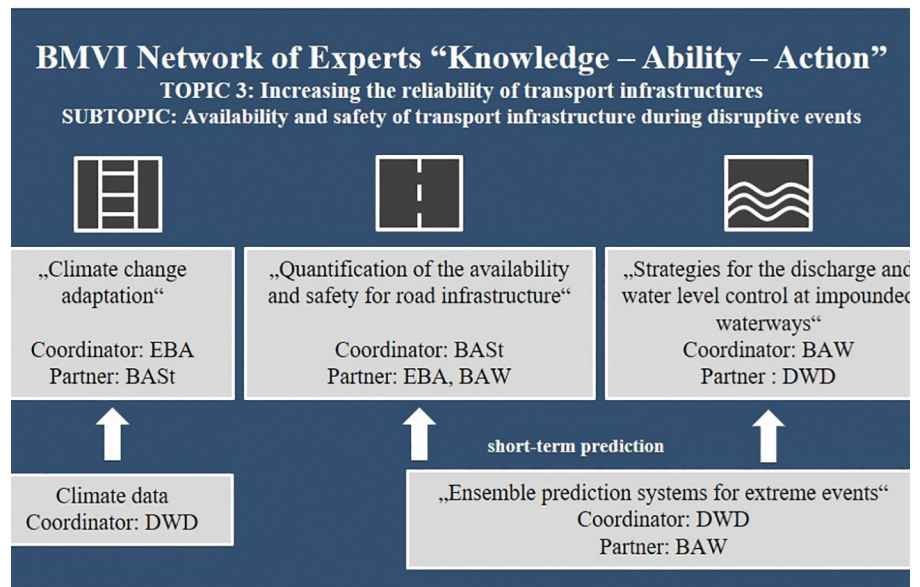 BMVI Network of Experts “Knowledge – Ability – Action”
TOPIC 3: Increasing the reliability of transport infrastructures
SUBTOPIC: Availability and safety of transport infrastructure during disruptive events
„Climate change
adaptation“
Coordinator: EBA
Partner: BASt
„Quantification of the availability
and safety for road infrastructure“
Coordinator: BASt
Partner: EBA, BAW
„Strategies for the discharge and
water level control at impounded
waterways“
Coordinator: BAW
Partner : DWD
short-term prediction
Climate data
Coordinator: DWD
„Ensemble prediction systems for extreme events“
Coordinator: DWD
Partner: BAW